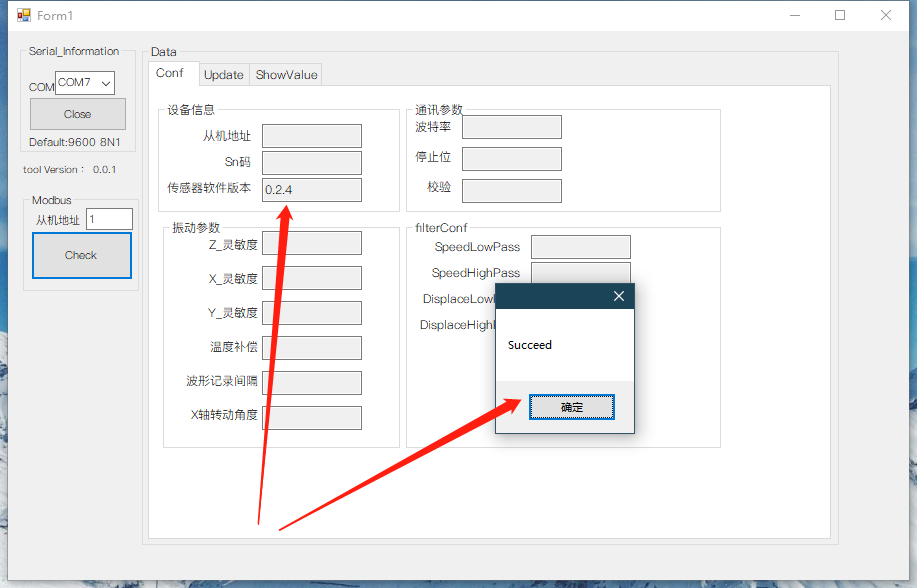 Form1
Serial_Information
COM
COM7
Close
Default:9600 8N1
tool Version： 0.0.1
Modbus
从机地址
1
Check
Data
Conf
Update
ShowValue
设备信息
从机地址
Sn码
传感器软件版本
0.2.4
通讯参数
波特率
停止位
校验
振动参数
Z_灵敏度
X_灵敏度
Y_灵敏度
温度补偿
波形记录间隔
X轴转动角度
filterConf
SpeedLowPass
SpeedHighPass
DisplaceLow
DisplaceHigh
Succeed
确定